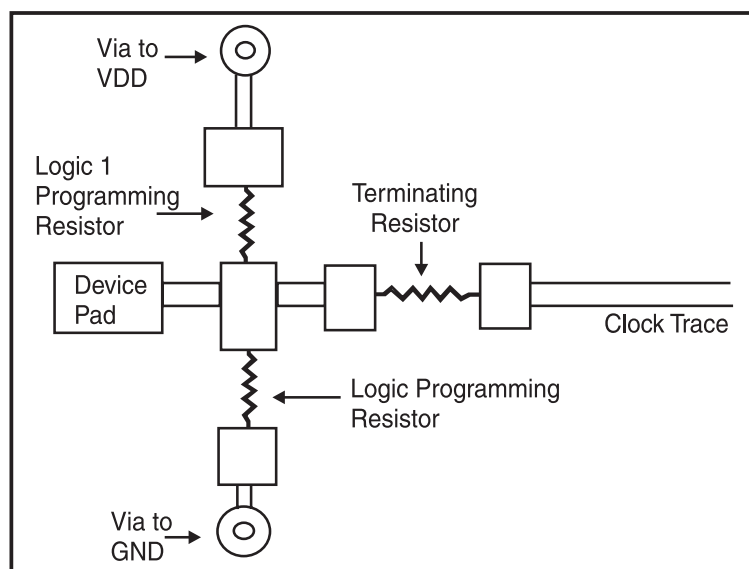 Via to
VDD
Logic 1
Programming
Resistor
Terminating
Resistor
Device
Pad
Clock Trace
Logic Programming
Resistor
Via to
GND